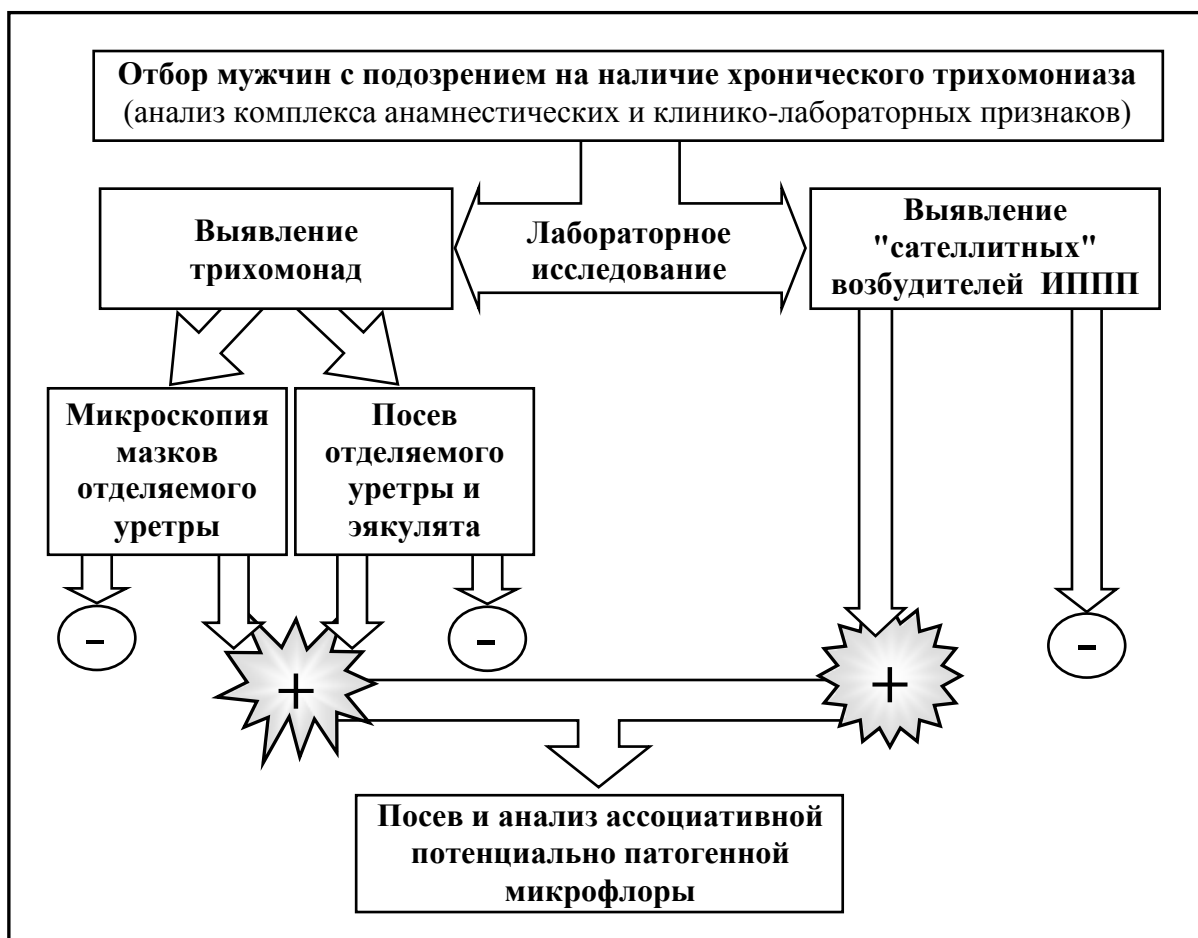 Отбор мужчин с подозрением на наличие хронического трихомониаза
(анализ комплекса анамнестических и клинико-лабораторных признаков)
Выявление
трихомонад
Лабораторное
исследование
Выявление
"сателлитных"
возбудителей ИППП
Микроскопия
мазков
отделяемого
уретры
Посев
отделяемого
уретры и
эякулята
-
+
-
+
-
Посев и анализ ассоциативной
потенциально патогенной
микрофлоры